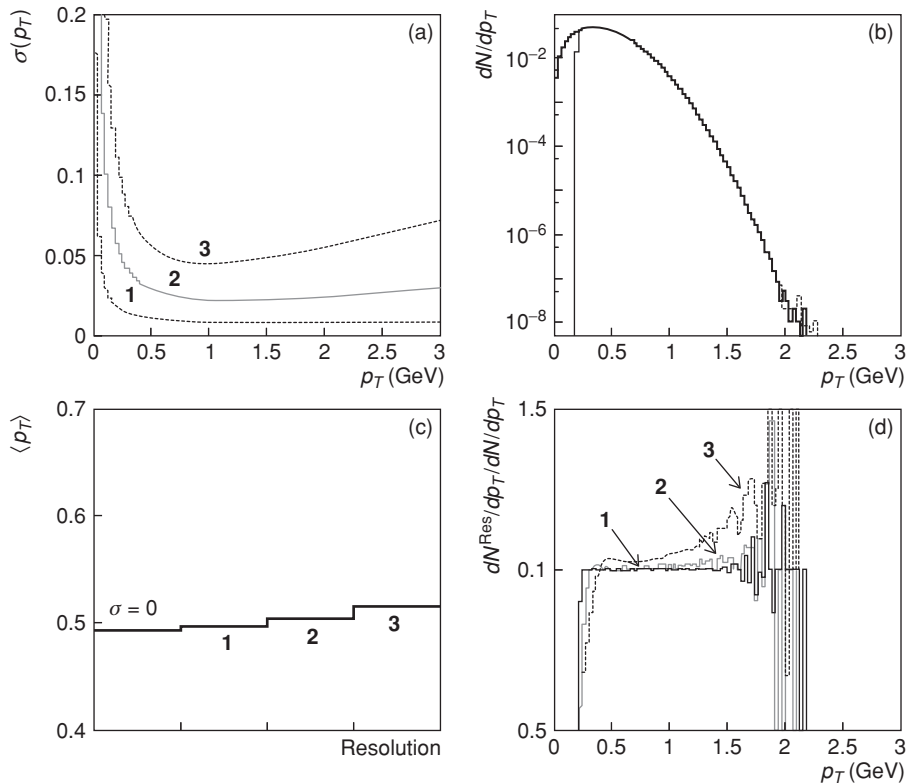 σ(p_T)
0.2
0.15
0.1
0.05
0
(a)
3
2
1
0 0.5 1 1.5 2 2.5 3
p_T (GeV)
dN/dp_T
10⁻²
10⁻⁴
10⁻⁶
10⁻⁸
(b)
0 0.5 1 1.5 2 2.5 3
p_T (GeV)
⟨p_T⟩
0.7
0.6
0.5
0.4
(c)
σ = 0
1
2
3
Resolution
dN^Res/dp_T/dN/dp_T
1.5
0.1
0.5
(d)
3
2
1
0 0.5 1 1.5 2 2.5 3
p_T (GeV)